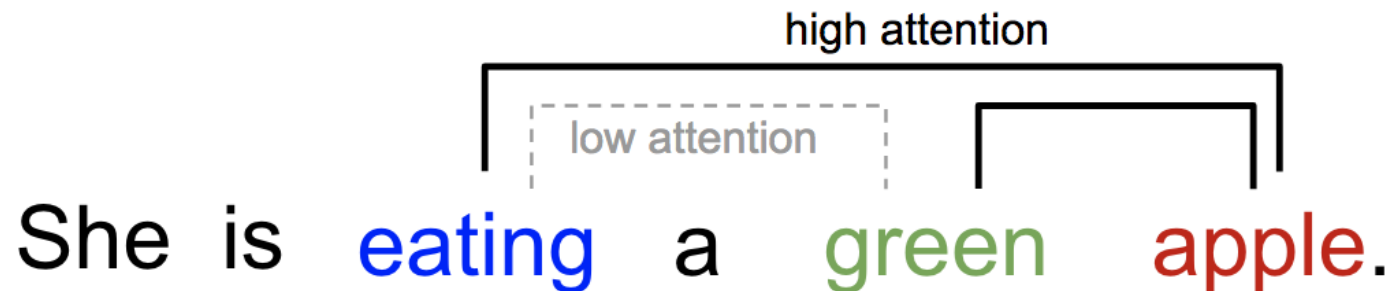 high attention
low attention
She is eating a green apple.